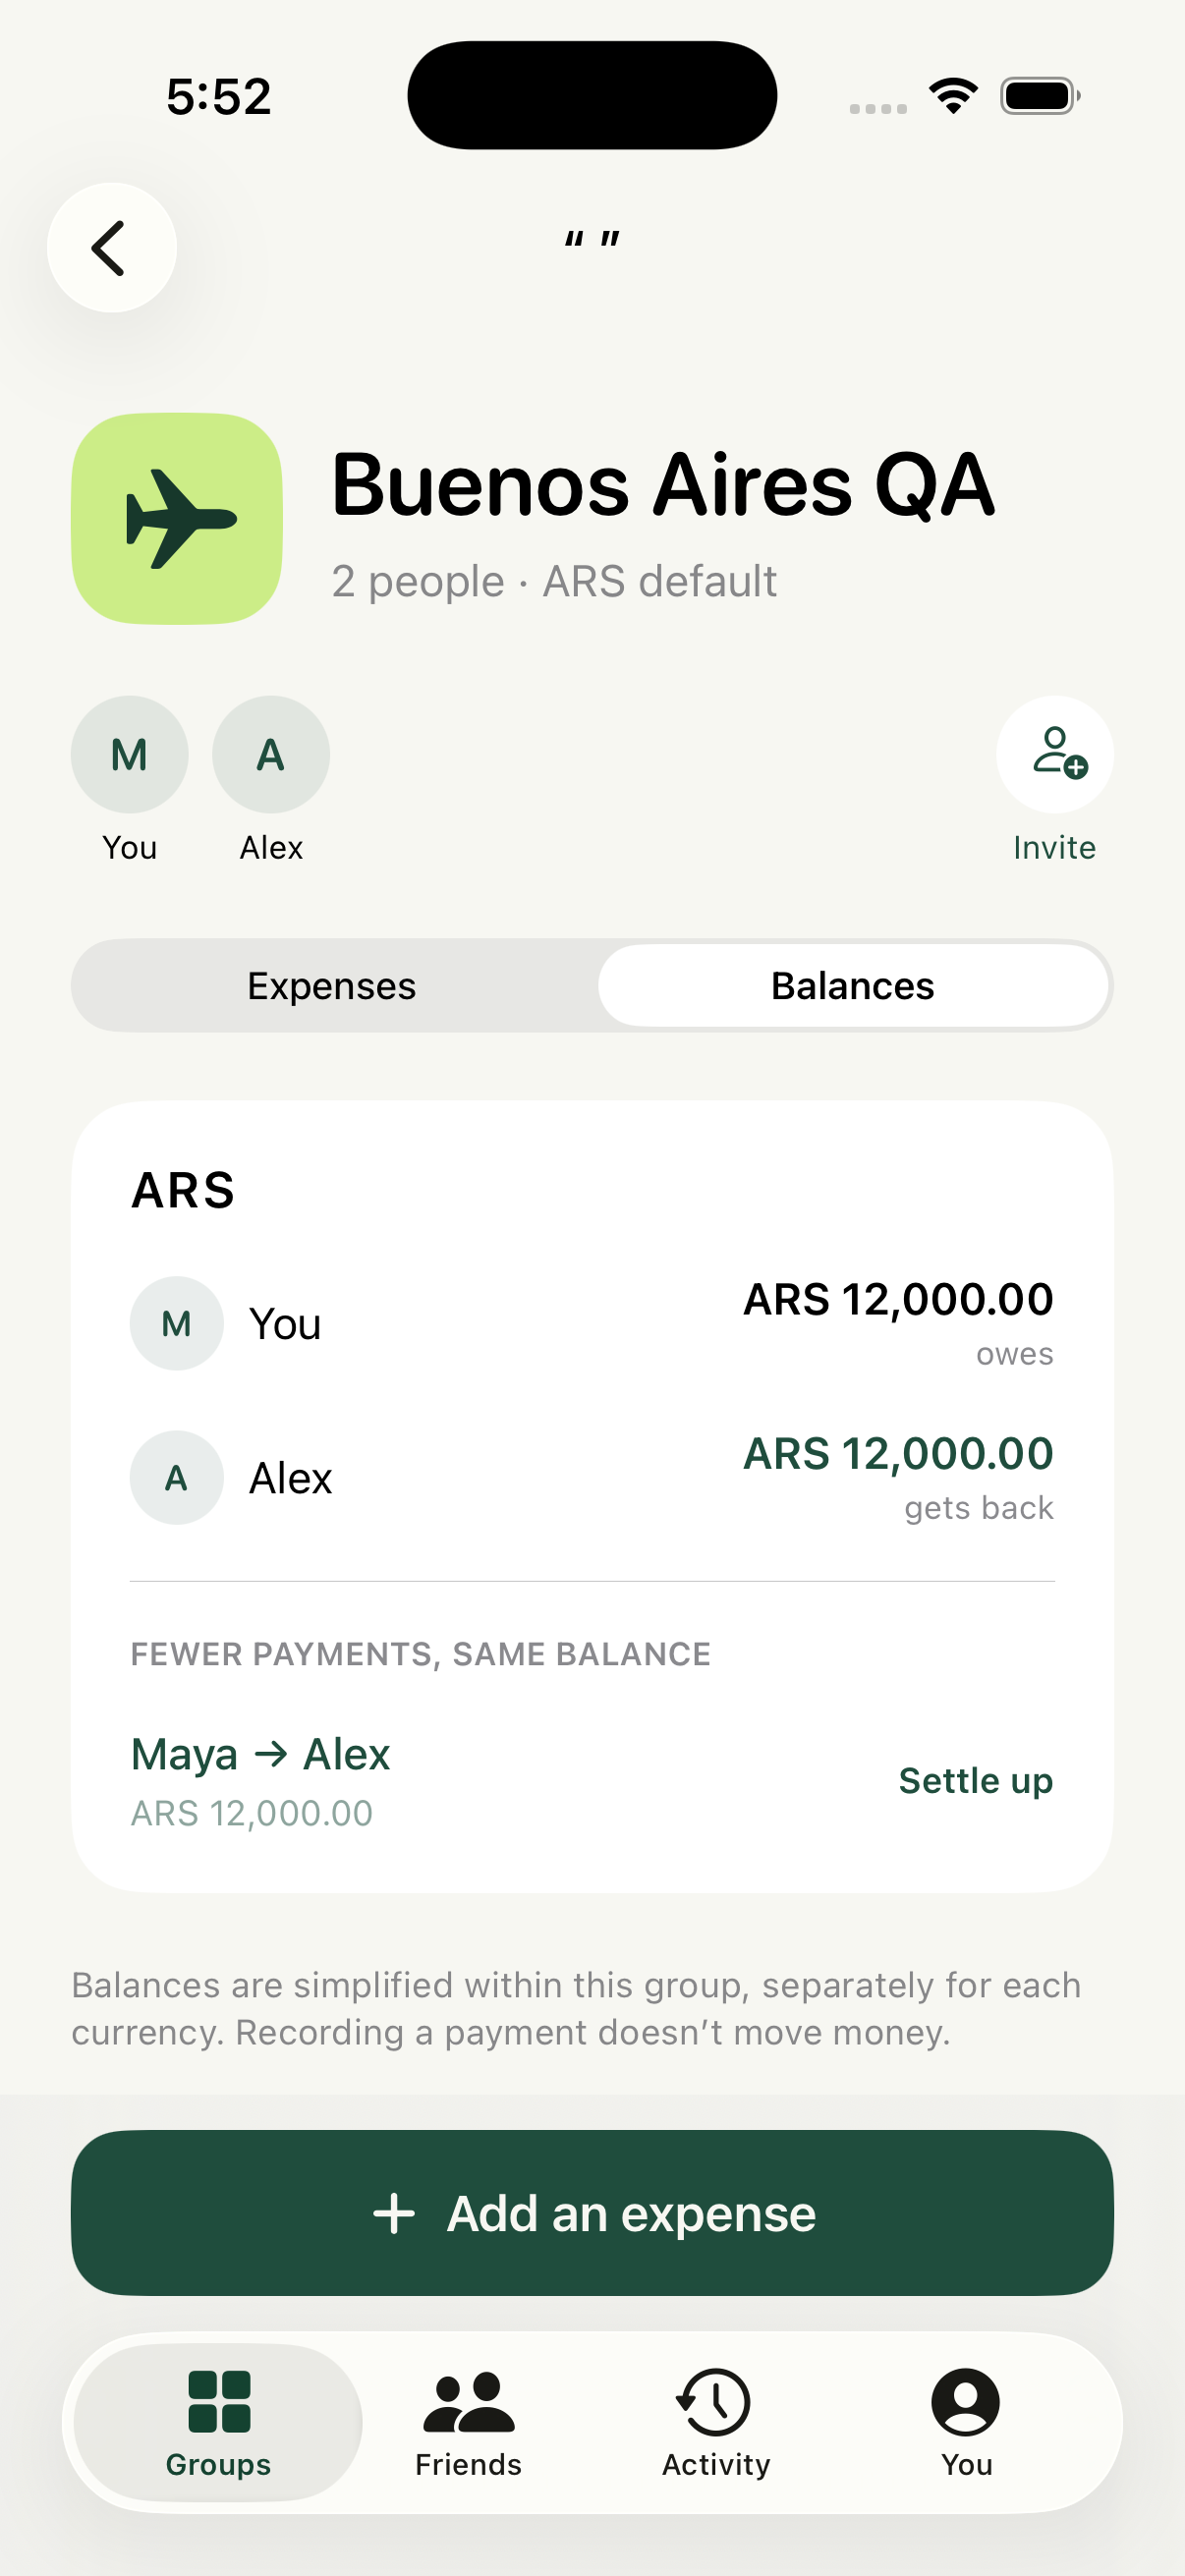 5:52
“ ”
Buenos Aires QA
2 people · ARS default
M A
You Alex Invite
Expenses Balances
ARS
M You ARS 12,000.00
owes
A Alex ARS 12,000.00
gets back
FEWER PAYMENTS, SAME BALANCE
Maya → Alex
ARS 12,000.00
Settle up
Balances are simplified within this group, separately for each
currency. Recording a payment doesn’t move money.
+ Add an expense
Groups Friends Activity You